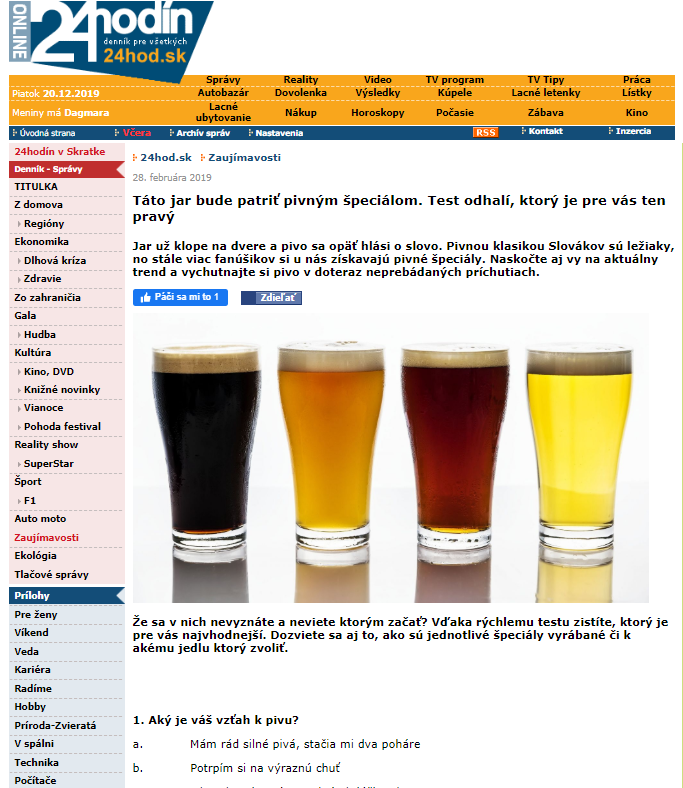 ONLINE
24hodín
denník pre všetkých
24hod.sk
Piatok 20.12.2019
Meniny má Dagmara
Správy Reality Video TV program TV Tipy Práca
Autobazár Dovolenka Výsledky Kúpele Lacné letenky Lístky
Lacné ubytovanie Nákup Horoskopy Počasie Zábava Kino
Úvodná strana Včera Archív správ Nastavenia RSS Kontakt Inzercia
24hodín v Skratke
Denník - Správy
TITULKA
Z domova
Regióny
Ekonomika
Dlhová kríza
Zdravie
Zo zahraničia
Gala
Hudba
Kultúra
Kino, DVD
Knižné novinky
Vianoce
Pohoda festival
Reality show
SuperStar
Šport
F1
Auto moto
Zaujímavosti
Ekológia
Tlačové správy
Prílohy
Pre ženy
Víkend
Veda
Kariéra
Radíme
Hobby
Príroda-Zvieratá
V spálni
Technika
Počítače
24hod.sk Zaujímavosti
28. februára 2019
Táto jar bude patriť pivným špeciálom. Test odhalí, ktorý je pre vás ten
pravý
Jar už klope na dvere a pivo sa opäť hlási o slovo. Pivnou klasikou Slovákov sú ležiaky,
no stále viac fanúšikov si u nás získavajú pivné špeciály. Naskočte aj vy na aktuálny
trend a vychutnajte si pivo v doteraz neprebádaných príchutiach.
Páči sa mi to 1 Zdieľať
Že sa v nich nevyznáte a neviete ktorým začať? Vďaka rýchlemu testu zistíte, ktorý je
pre vás najvhodnejší. Dozviete sa aj to, ako sú jednotlivé špeciály vyrábané či k
akému jedlu ktorý zvoliť.
1. Aký je váš vzťah k pivu?
a. Mám rád silné pivá, stačia mi dva poháre
b. Potrpím si na výraznú chuť